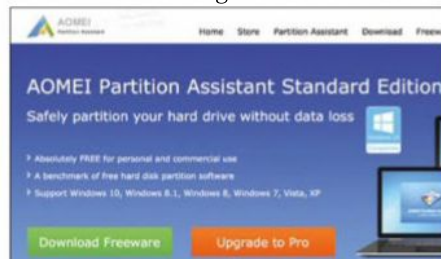 AOMEI
Partition Assistant
Home Store Partition Assistant Download
AOMEI Partition Assistant Standard Edition
Safely partition your hard drive without data loss
Absolutely FREE for personal and commercial use
A benchmark of free hard disk partition software
Support Windows 10, Windows 8.1, Windows 8, Windows 7, Vista, XP
Download Freeware Upgrade to Pro